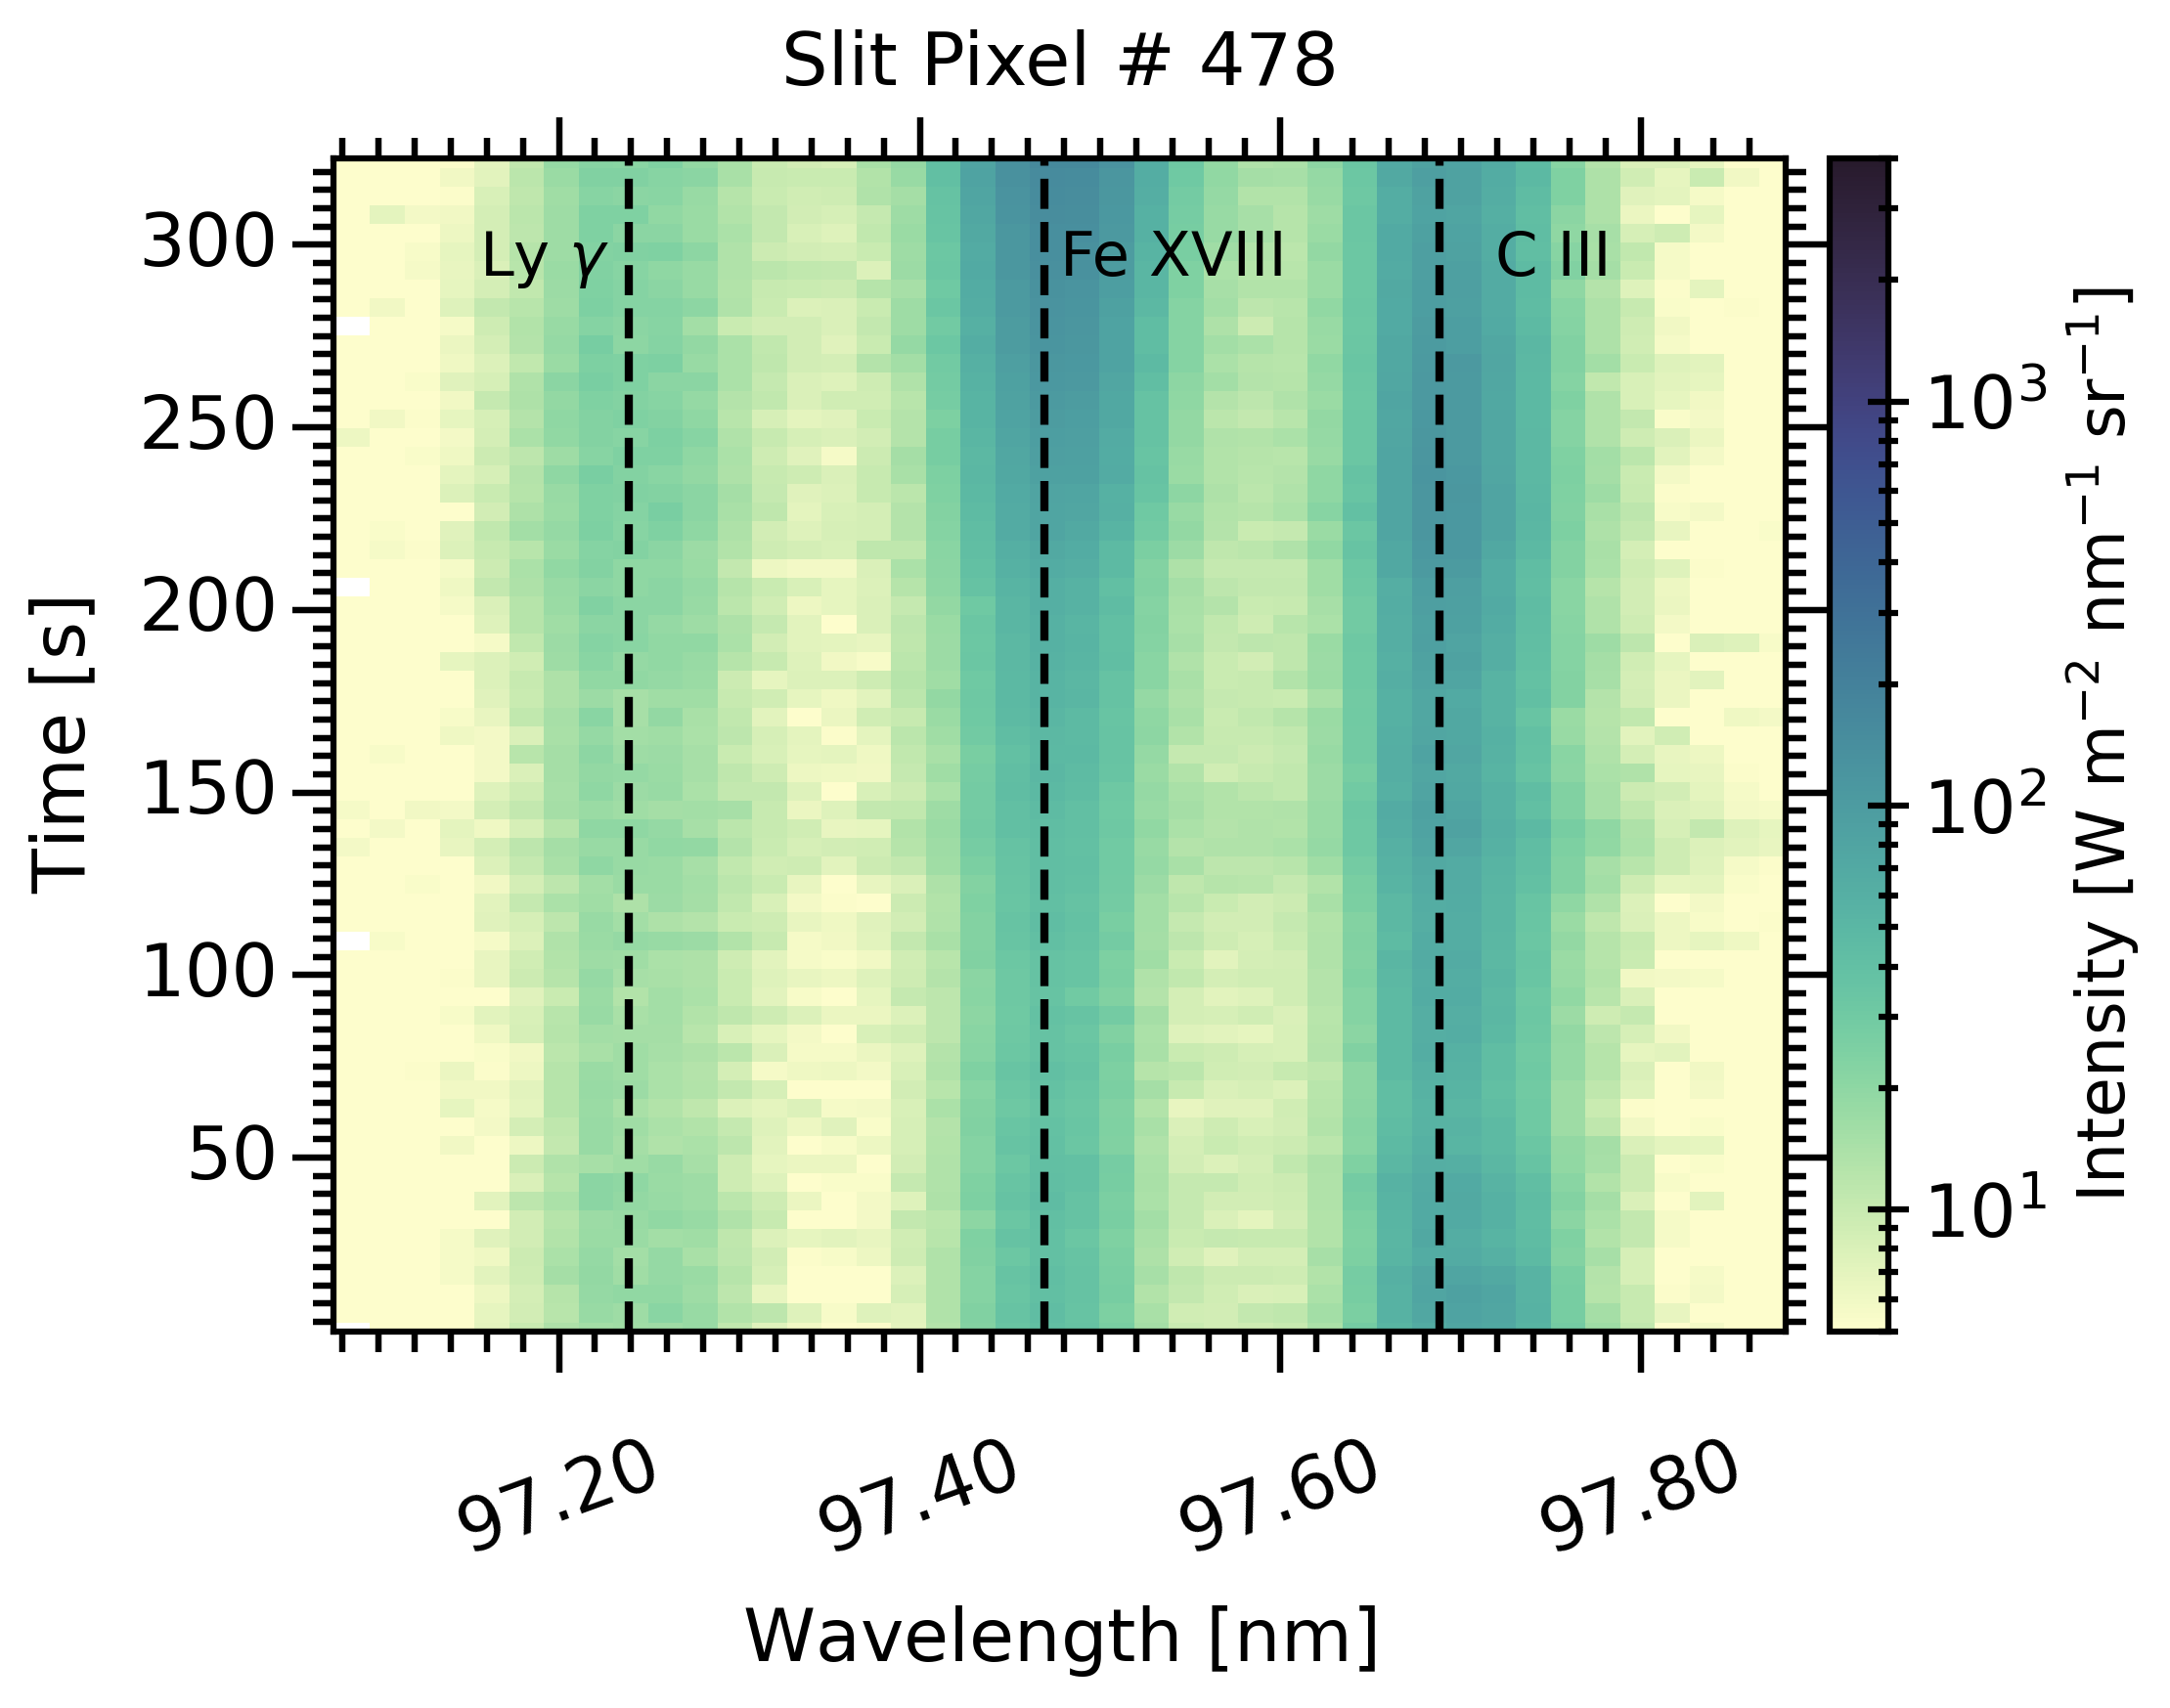 Slit Pixel # 478
Ly γ
Fe XVIII
C III
300
250
200
150
100
50
Time [s]
97.20
97.40
97.60
97.80
Wavelength [nm]
10³
10²
10¹
Intensity [W m⁻² nm⁻¹ sr⁻¹]